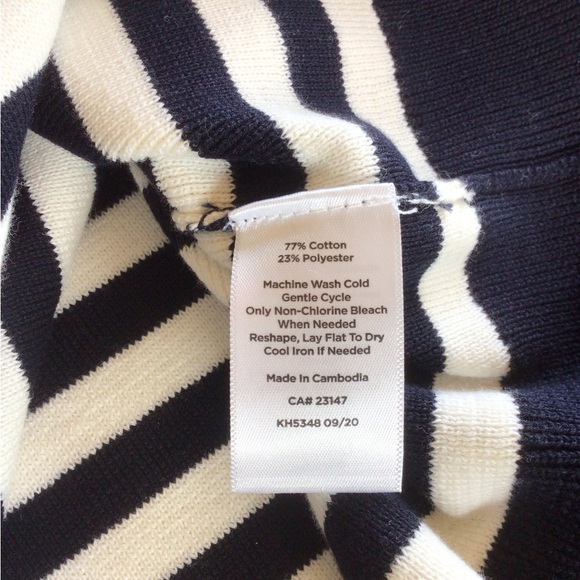 77% Cotton
23% Polyester
Machine Wash Cold
Gentle Cycle
Only Non-Chlorine Bleach
When Needed
Reshape, Lay Flat To Dry
Cool Iron If Needed
Made In Cambodia
CA# 23147
KH5348 09/20